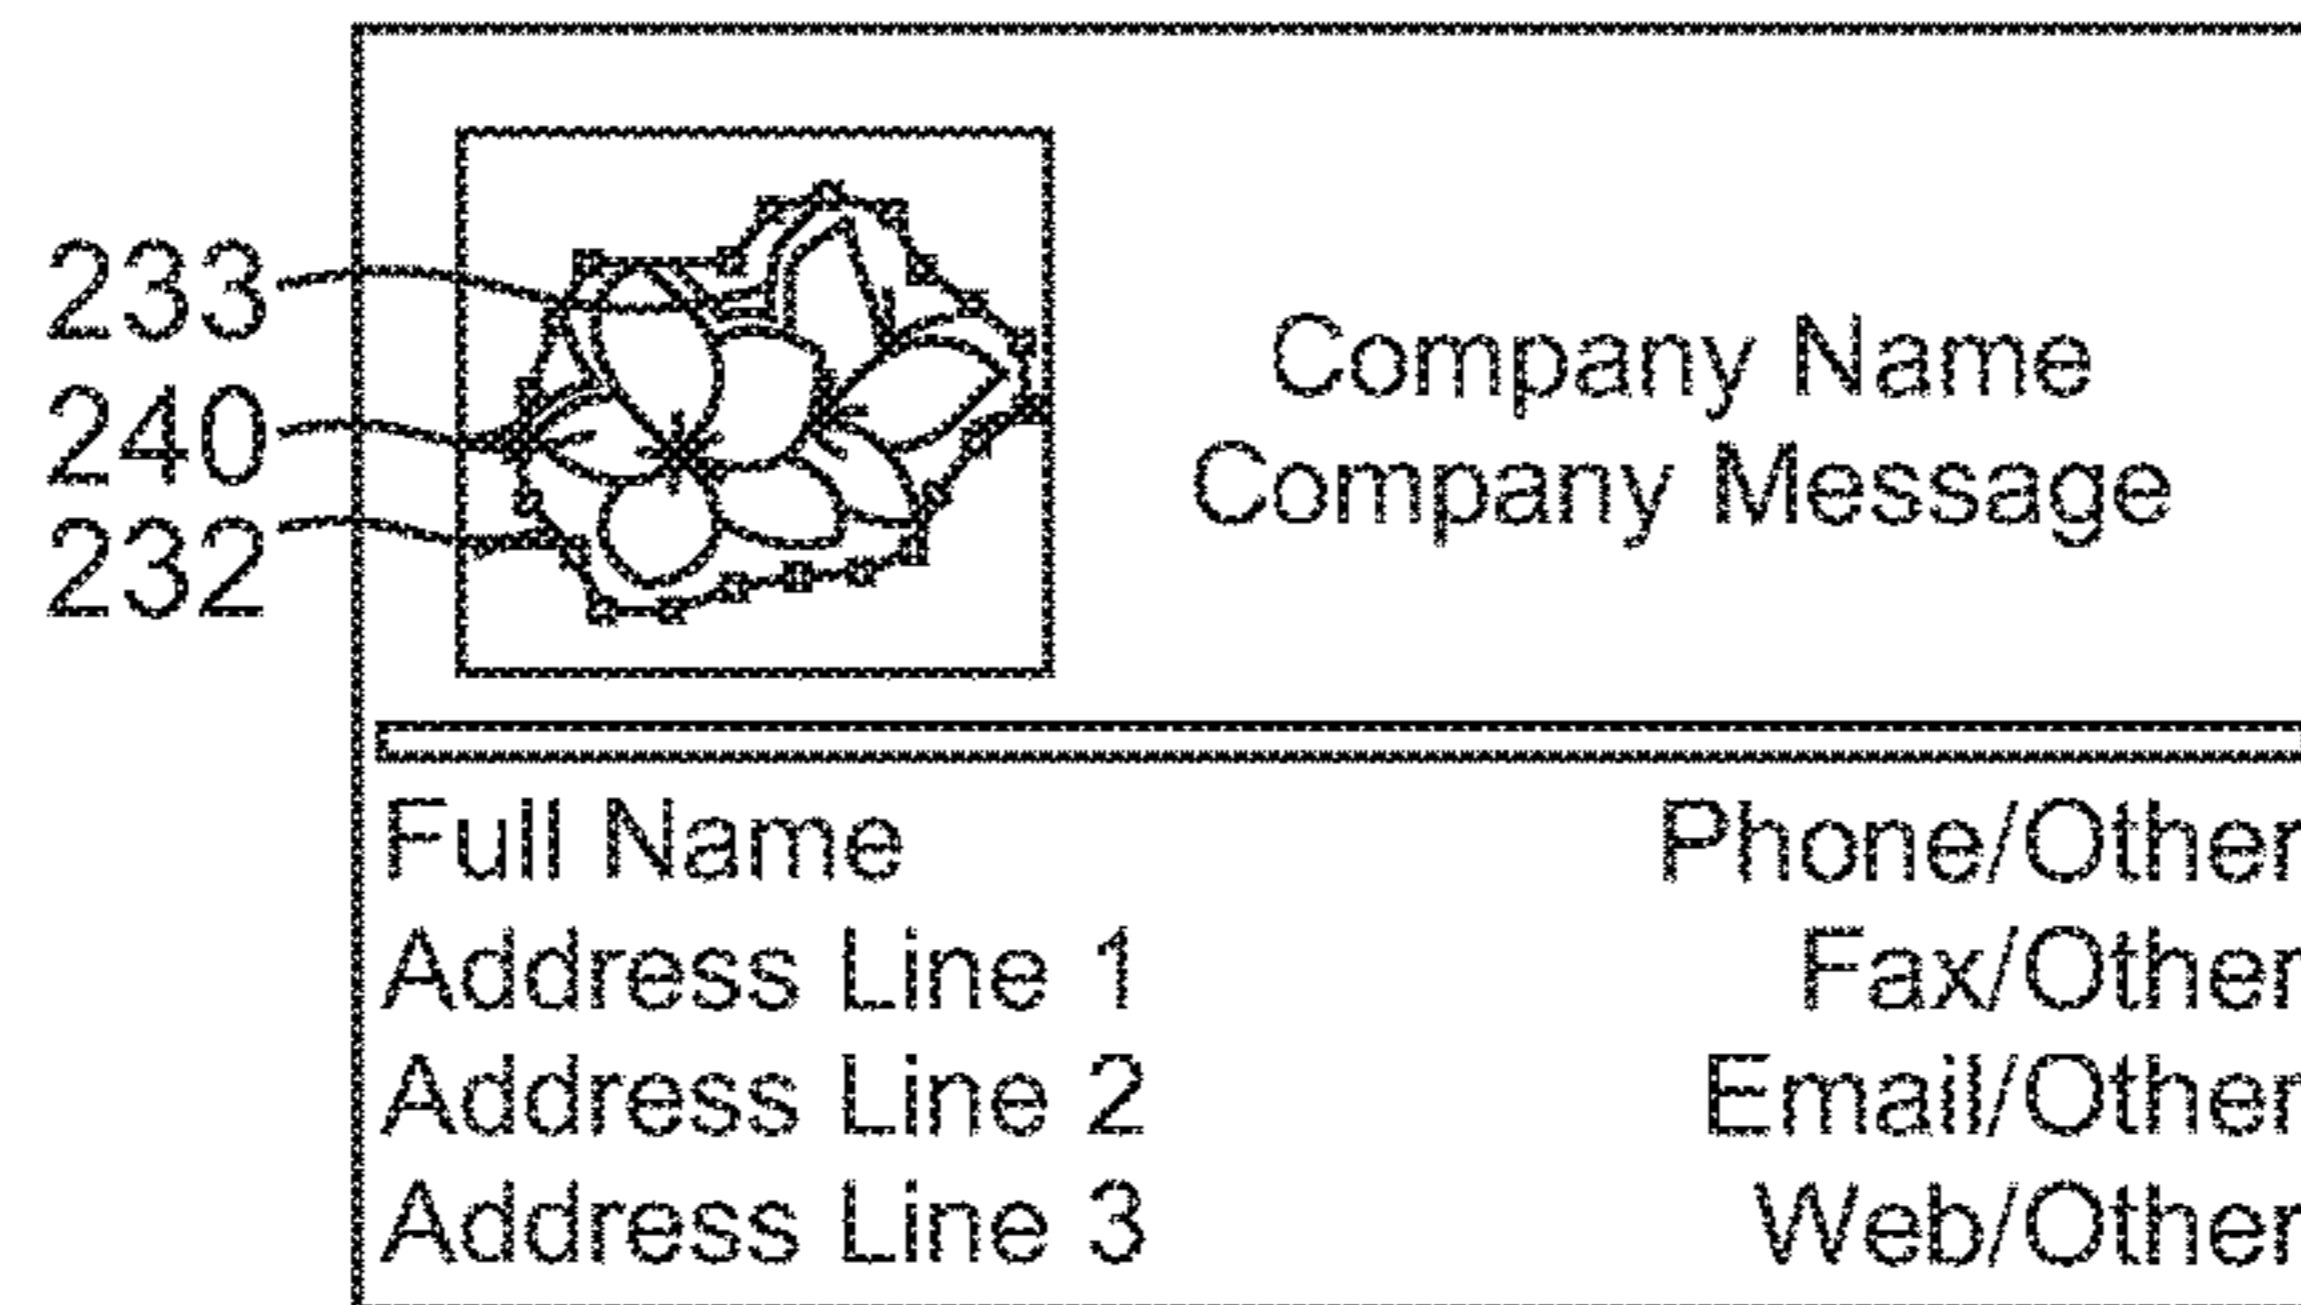 233
240
232
Company Name
Company Message
Full Name
Phone/Other
Address Line 1
Fax/Other
Address Line 2
Email/Other
Address Line 3
Web/Other